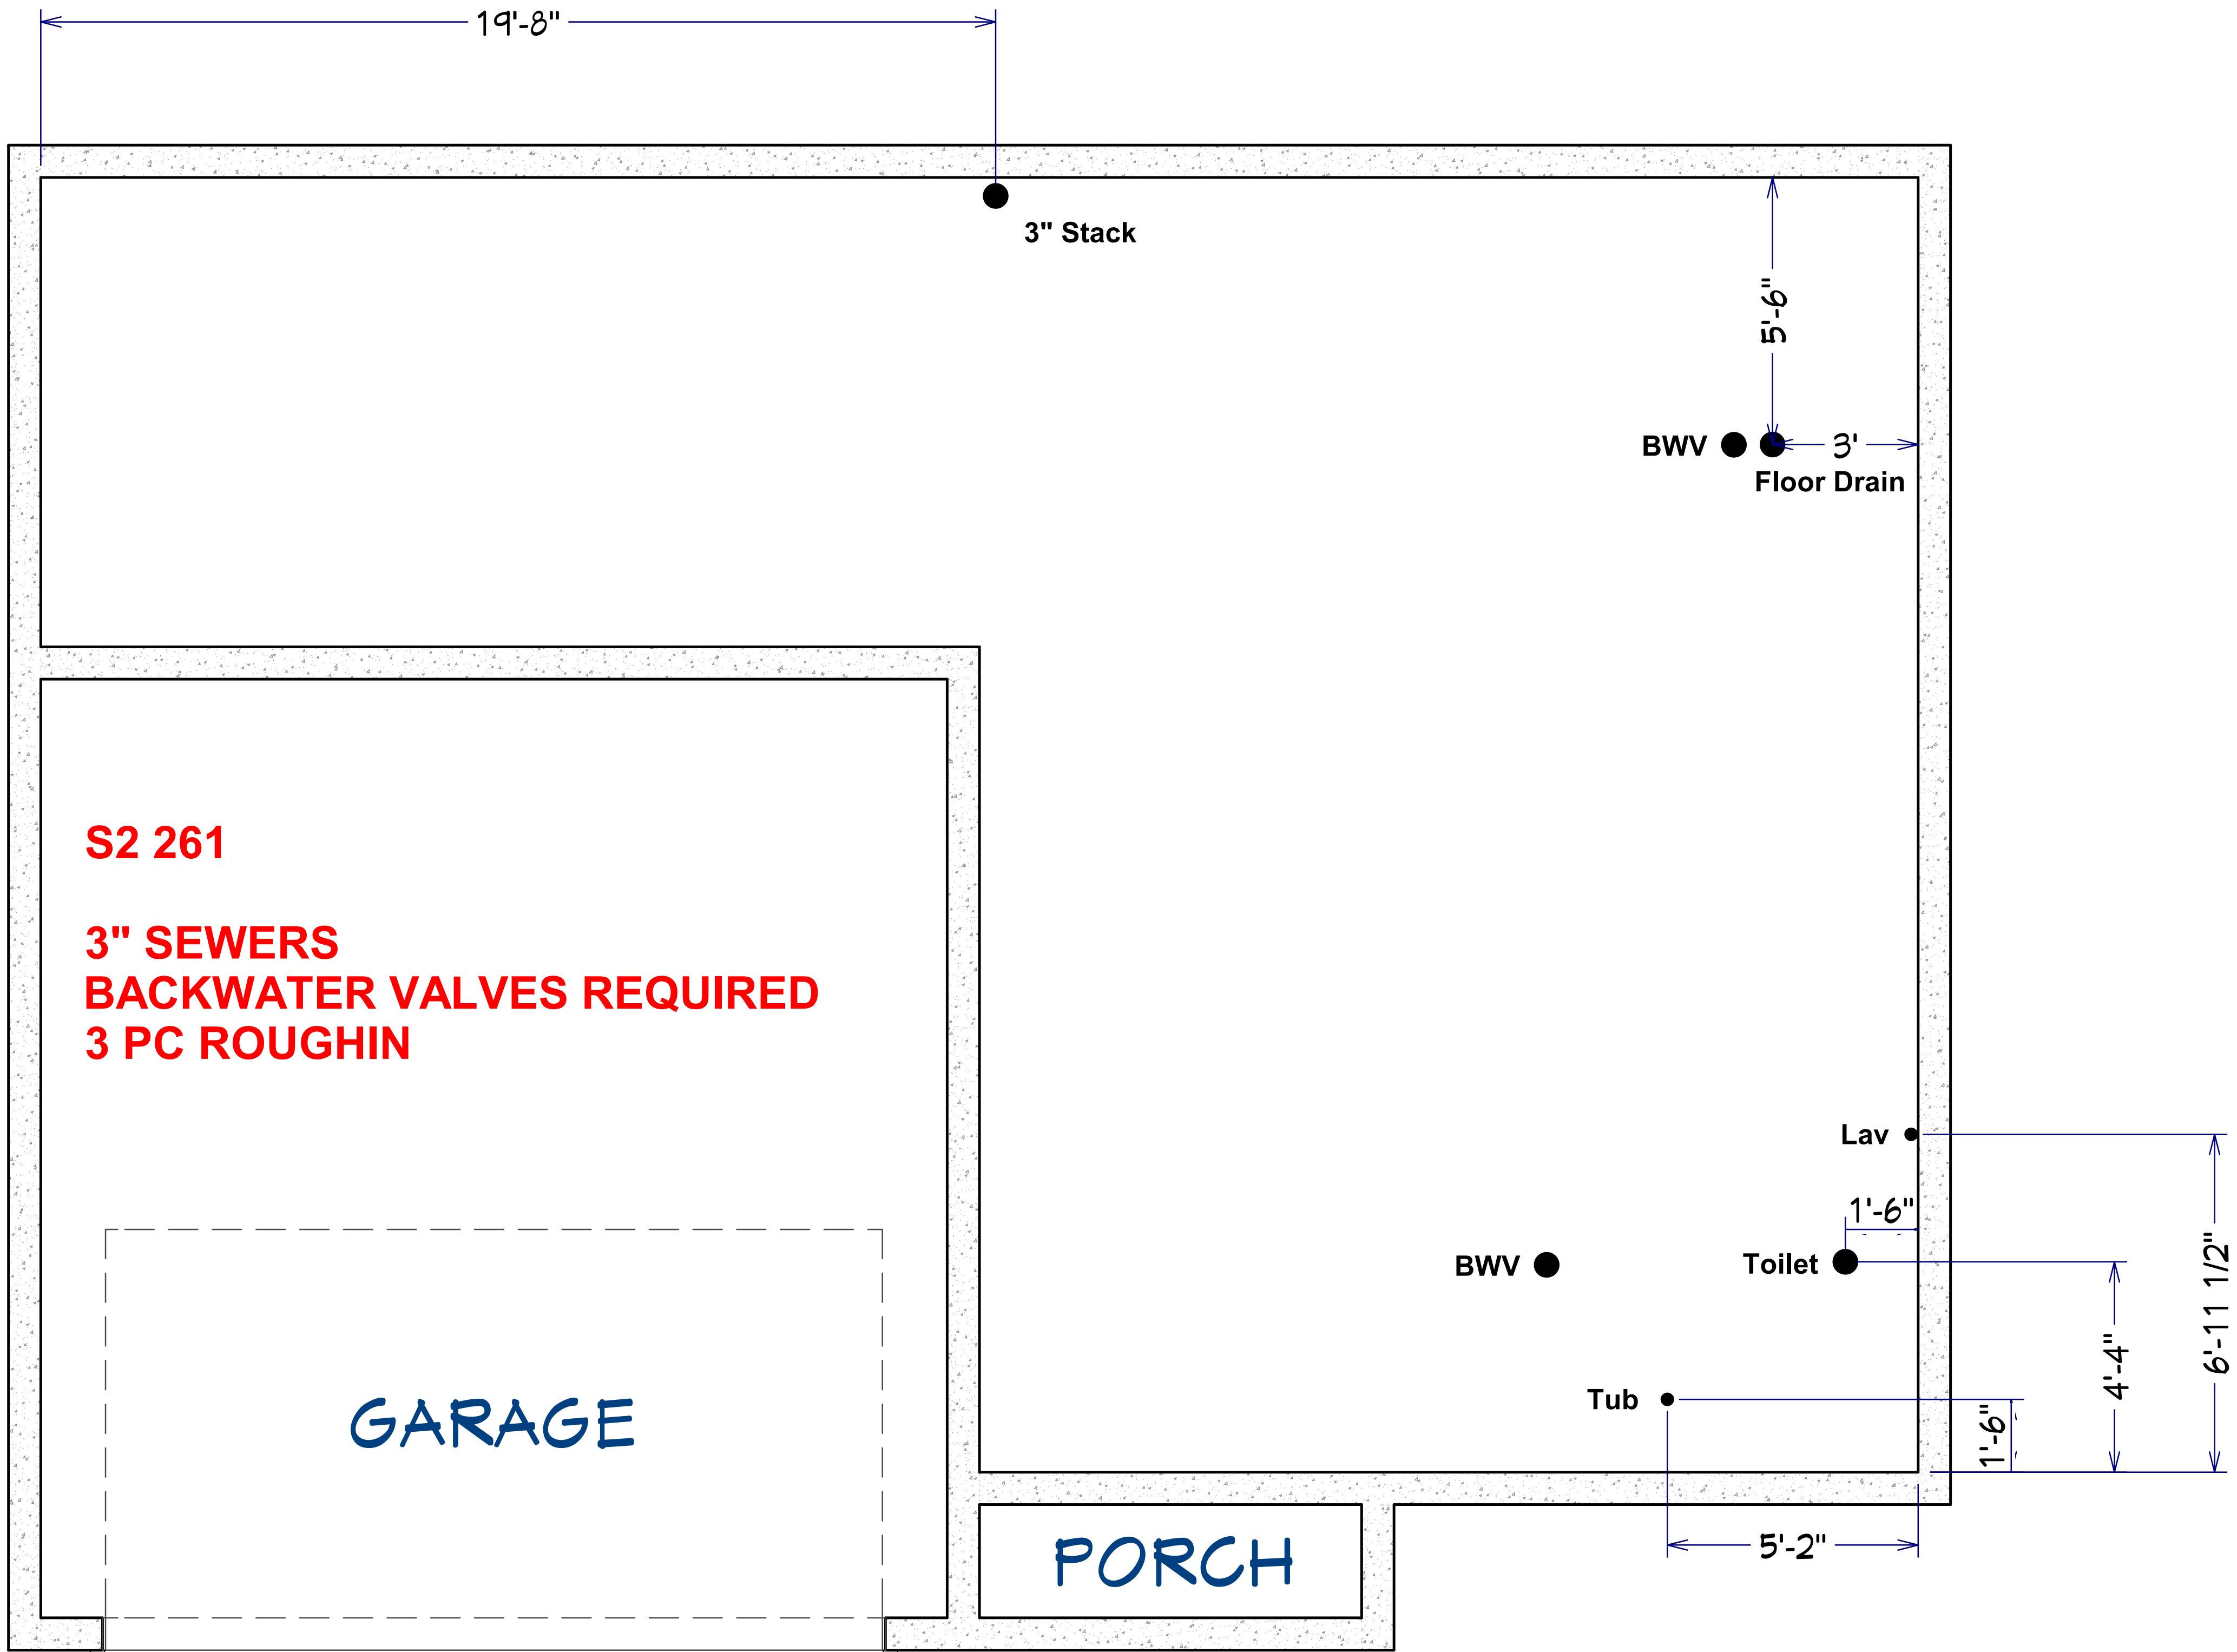 19'-8"
3" Stack
5'-6"
BWV
3'
Floor Drain
S2 261
3" SEWERS
BACKWATER VALVES REQUIRED
3 PC ROUGHIN
Lav
1'-6"
BWV
Toilet
6'-11 1/2"
4'-4"
Tub
1'-6"
GARAGE
PORCH
5'-2"